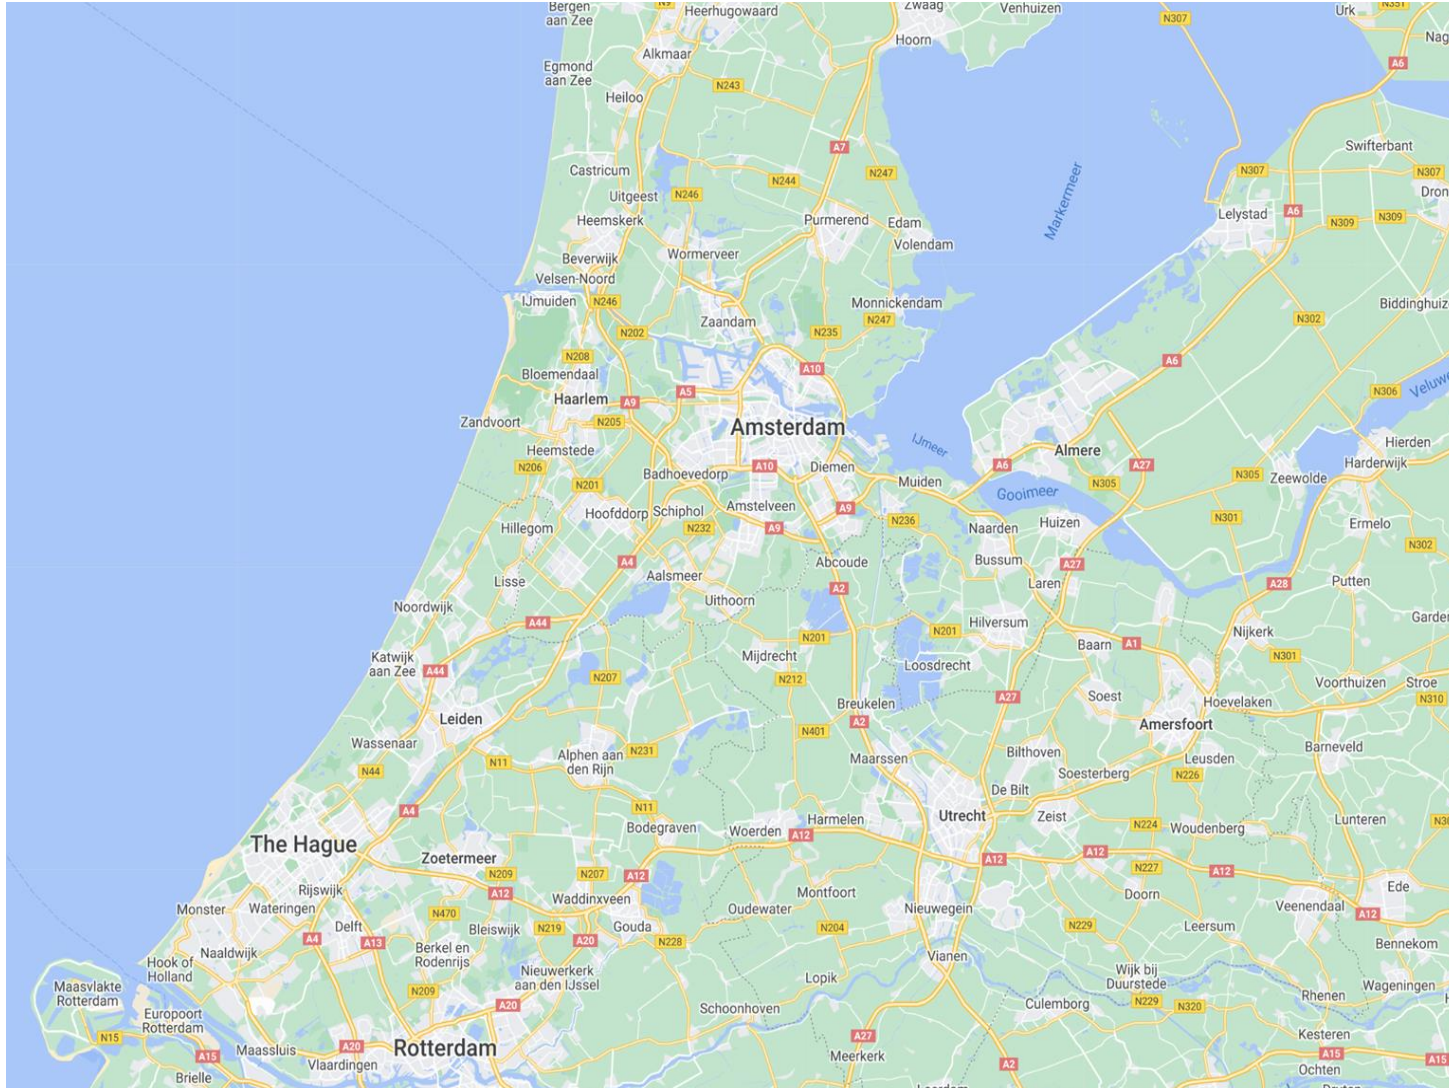 Bergen
aan Zee
N9
Heerhugowaard
Zwaag
Venhuizen
N307
Urk
N351
Nag
Hoorn
Alkmaar
A6
Egmond
aan Zee
Heiloo
N243
A7
Swifterbant
Castricum
N244
N247
N307
N307
Uitgeest
N246
Markermeer
Dron
Heemskerk
Purmerend
Edam
Lelystad
A6
N309
N309
Volendam
Wormerveer
Beverwijk
Velsen-Noord
IJmuiden
N246
Monnickendam
Biddinghuiz
N247
N302
Zaandam
N202
N235
N208
A6
Bloemendaal
A10
A5
N306
Veluwe
Haarlem
A9
Zandvoort
N205
Amsterdam
IJmeer
Hierden
Heemstede
Almere
N206
Badhoevedorp
A10
Diemen
A6
A27
Harderwijk
N201
Muiden
N305
N305
Zeewolde
Gooimeer
Hoofddorp
Schiphol
Amstelveen
A9
N301
Hillegom
N232
A9
N236
Naarden
Huizen
Ermelo
N302
A4
Abcoude
Bussum
A27
Lisse
Aalsmeer
A2
Laren
A28
Putten
Noordwijk
Uithoorn
Garde
A44
N201
N201
Hilversum
Nijkerk
Baarn
A1
Katwijk
aan Zee
A44
Mijdrecht
Loosdrecht
N301
N207
N212
Voorthuizen
Stroe
Breukelen
A27
Soest
Hoevelaken
N310
Leiden
A2
Amersfoort
N401
Wassenaar
Alphen aan
den Rijn
N231
Bilthoven
Barneveld
N44
N11
Maarssen
Soesterberg
Leusden
N226
De Bilt
A4
N11
Utrecht
Zeist
Lunteren
Bodegraven
Woerden
Harmelen
A12
N224
Woudenberg
The Hague
Zoetermeer
A12
A12
N209
N207
A12
N227
A12
Rijswijk
A12
Waddinxveen
Montfoort
Doorn
Ede
Monster
Wateringen
N470
Oudewater
Nieuwegein
Veenendaal
A12
Delft
Bleiswijk
N219
Gouda
N204
N229
Leersum
A4
A13
A20
N228
Bennekom
Naaldwijk
Berkel en
Rodenrijs
Vianen
Hook of
Holland
Nieuwerkerk
aan den IJssel
Lopik
Wijk bij
Duurstede
Maasvlakte
Rotterdam
N209
Rhenen
Wageningen
A20
Schoonhoven
Culemborg
N229
N320
Europoort
Rotterdam
N15
A27
Kesteren
Rotterdam
A20
Maassluis
A15
Meerkerk
A15
A15
Vlaardingen
A2
Ochten
Brielle